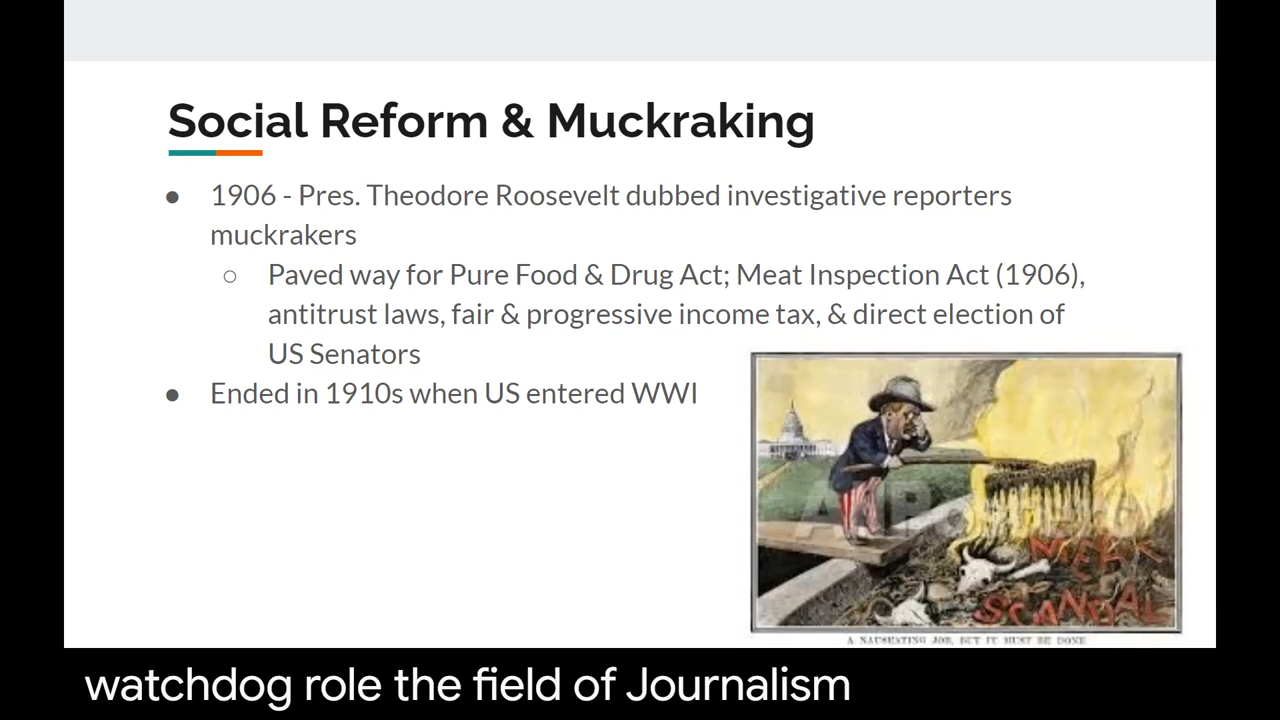 Social Reform & Muckraking
● 1906 - Pres. Theodore Roosevelt dubbed investigative reporters
muckrakers
○ Paved way for Pure Food & Drug Act; Meat Inspection Act (1906),
antitrust laws, fair & progressive income tax, & direct election of
US Senators
● Ended in 1910s when US entered WWI
SCANDAL
A NAUSEATING JOB, BUT IT MUST BE DONE
watchdog role the field of Journalism